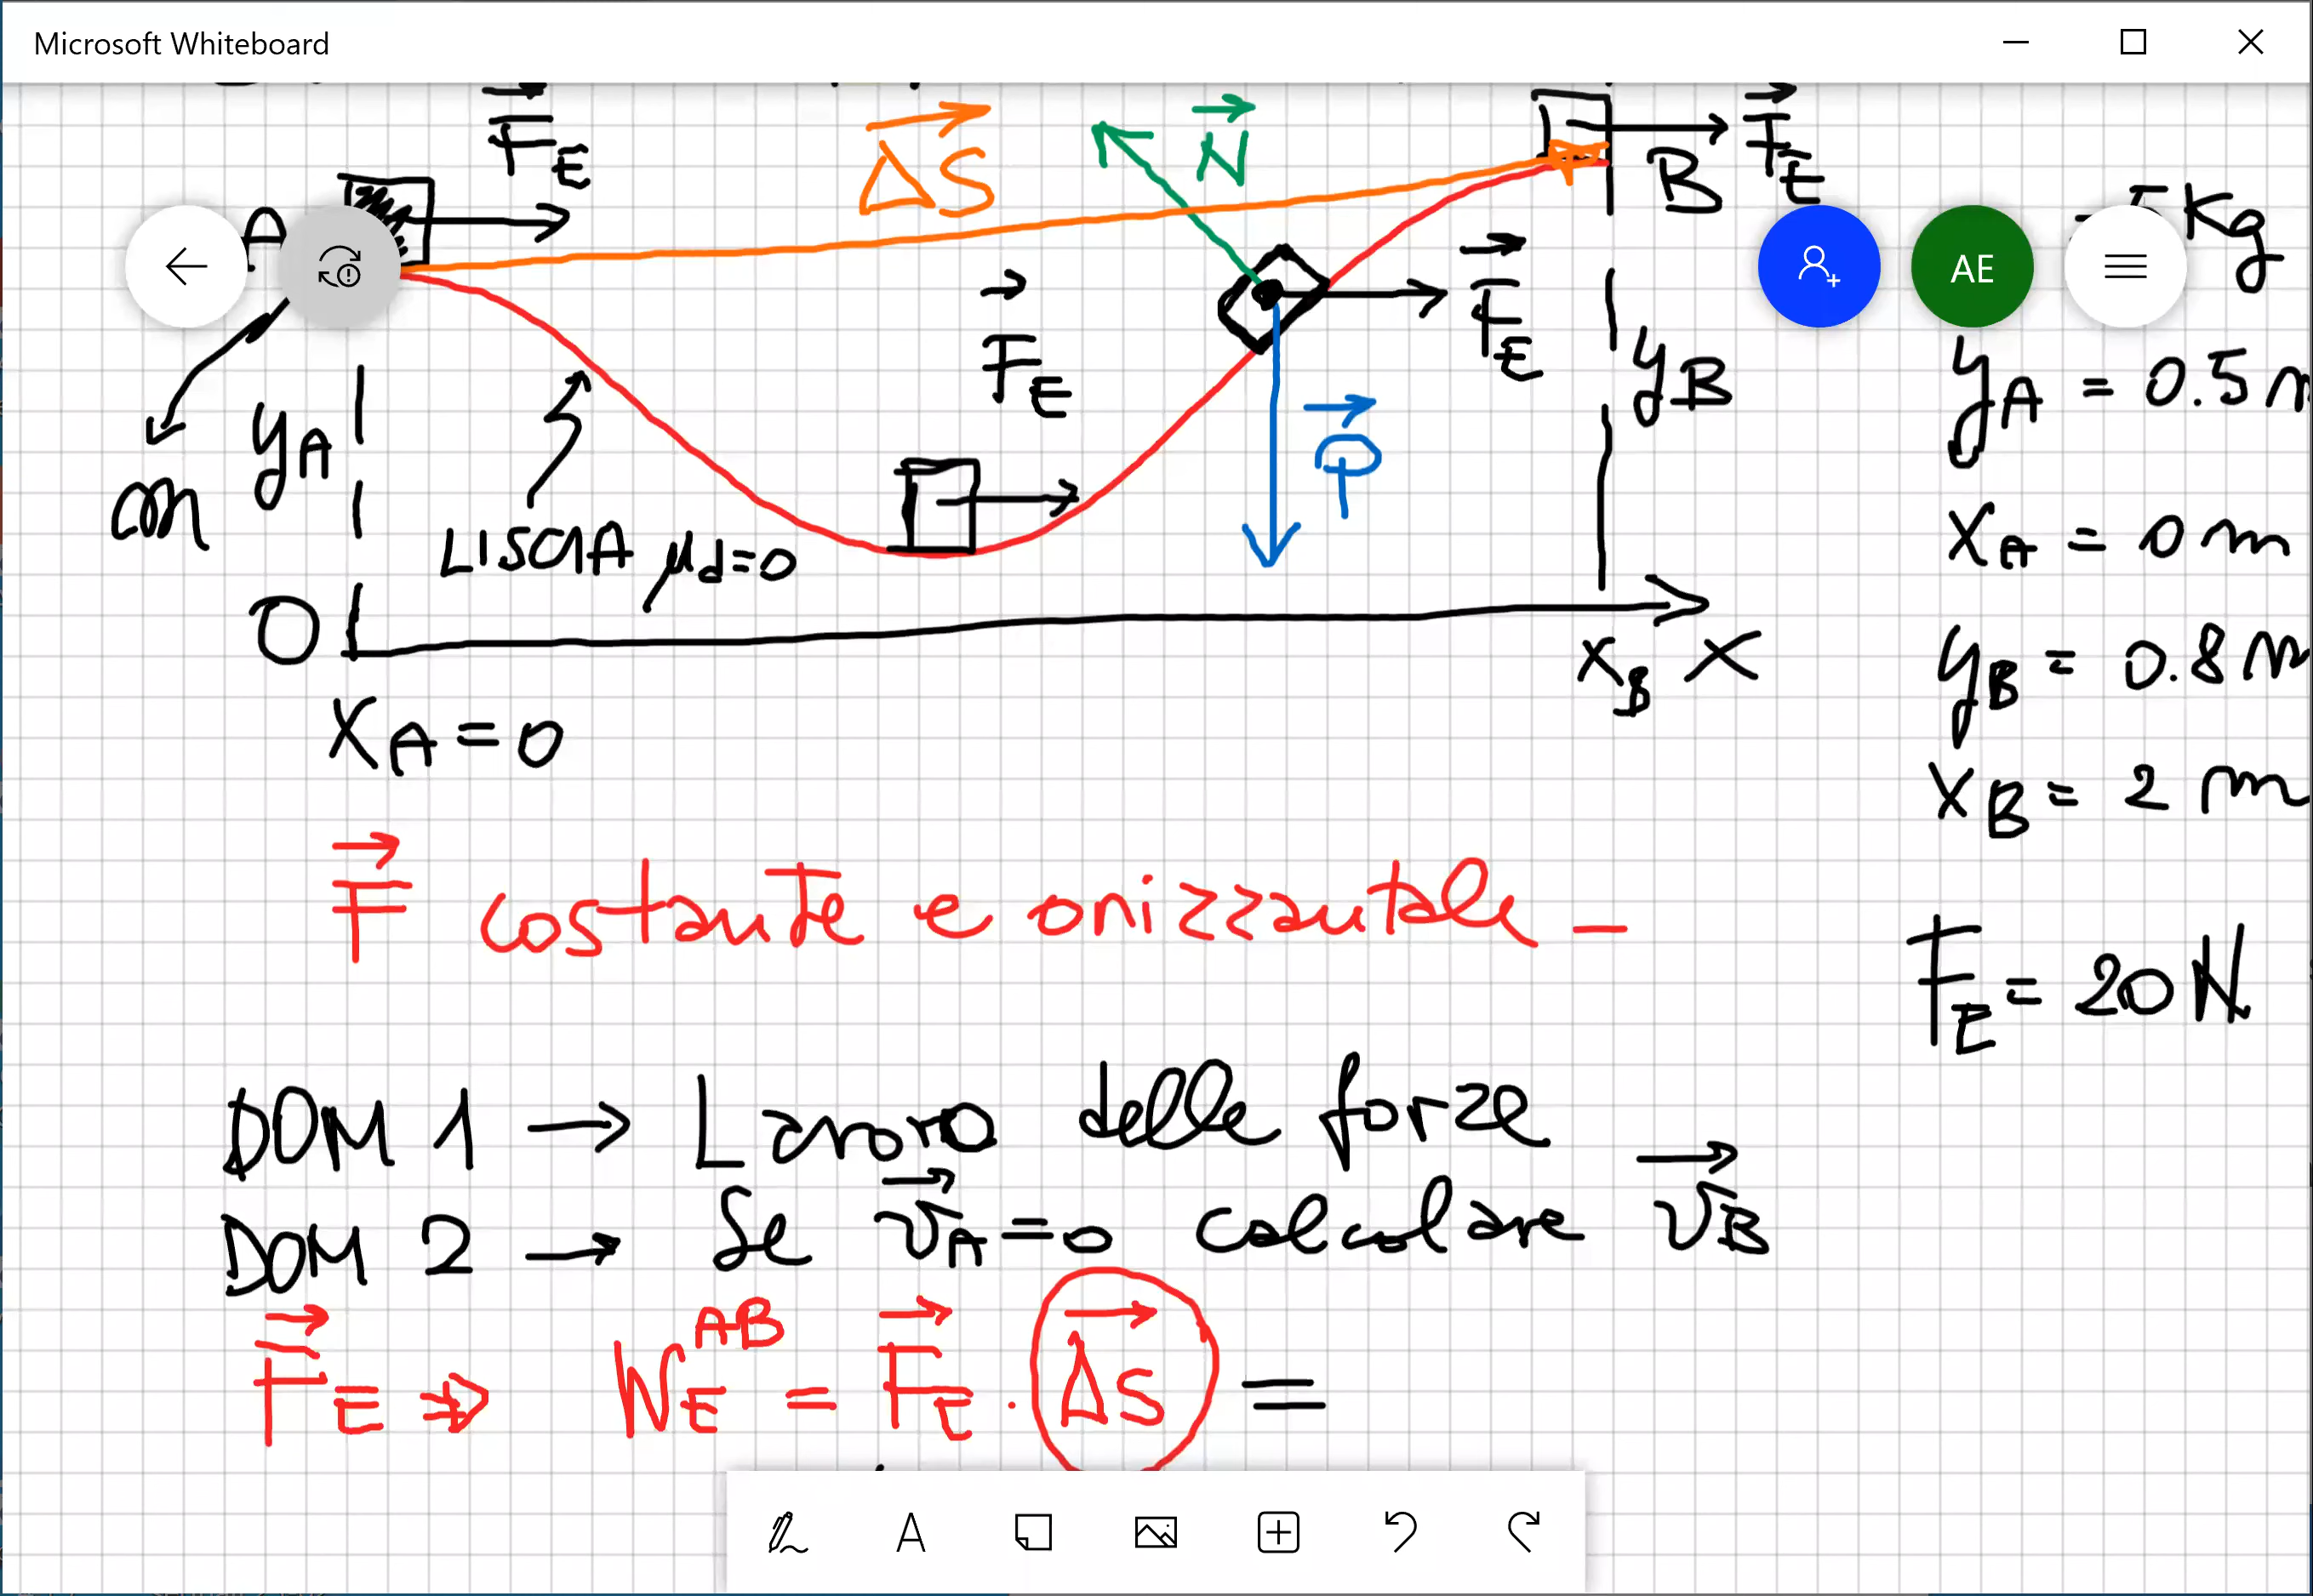 Microsoft Whiteboard
F_E
ΔS
N
B
F_E
A
Kg
AE
F_E
F_E
y_B
y_A = 0.5 m
y_A
P
m
LISCIA μ_d=0
x_A = 0 m
O
x_B x
y_B = 0.8 m
x_A = 0
x_B = 2 m
F costante e orizzontale -
F_E = 20 N
DOM 1 → Lavoro delle forze
DOM 2 → Se v_A = 0 calcolare v_B
F_E ⇒ W_E^AB = F_E · ΔS =